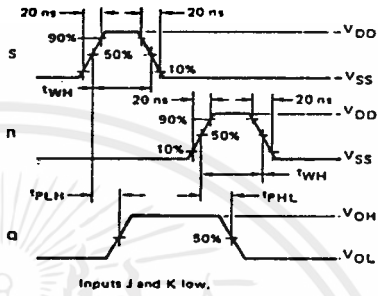 20 ns 20 ns
90% VDD
S 50%
10% VSS
tWH 20 ns 20 ns
90% VDD
n 50%
10% VSS
tPLH tPHL tWH
VOH
Q 50%
VOL
Inputs J and K low.